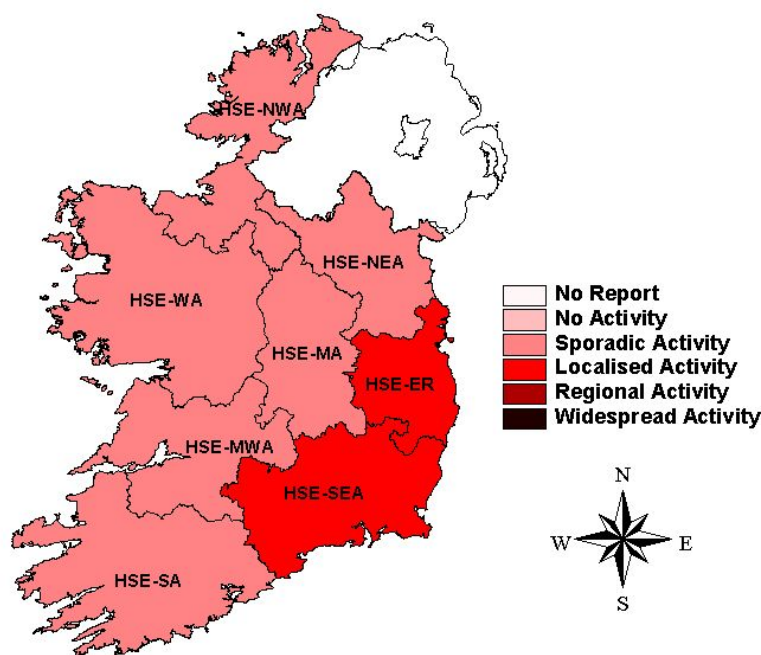 HSE-NWA
HSE-NEA
HSE-WA
HSE-MA
HSE-ER
HSE-MWA
HSE-SEA
HSE-SA
No Report
No Activity
Sporadic Activity
Localised Activity
Regional Activity
Widespread Activity
N
W E
S